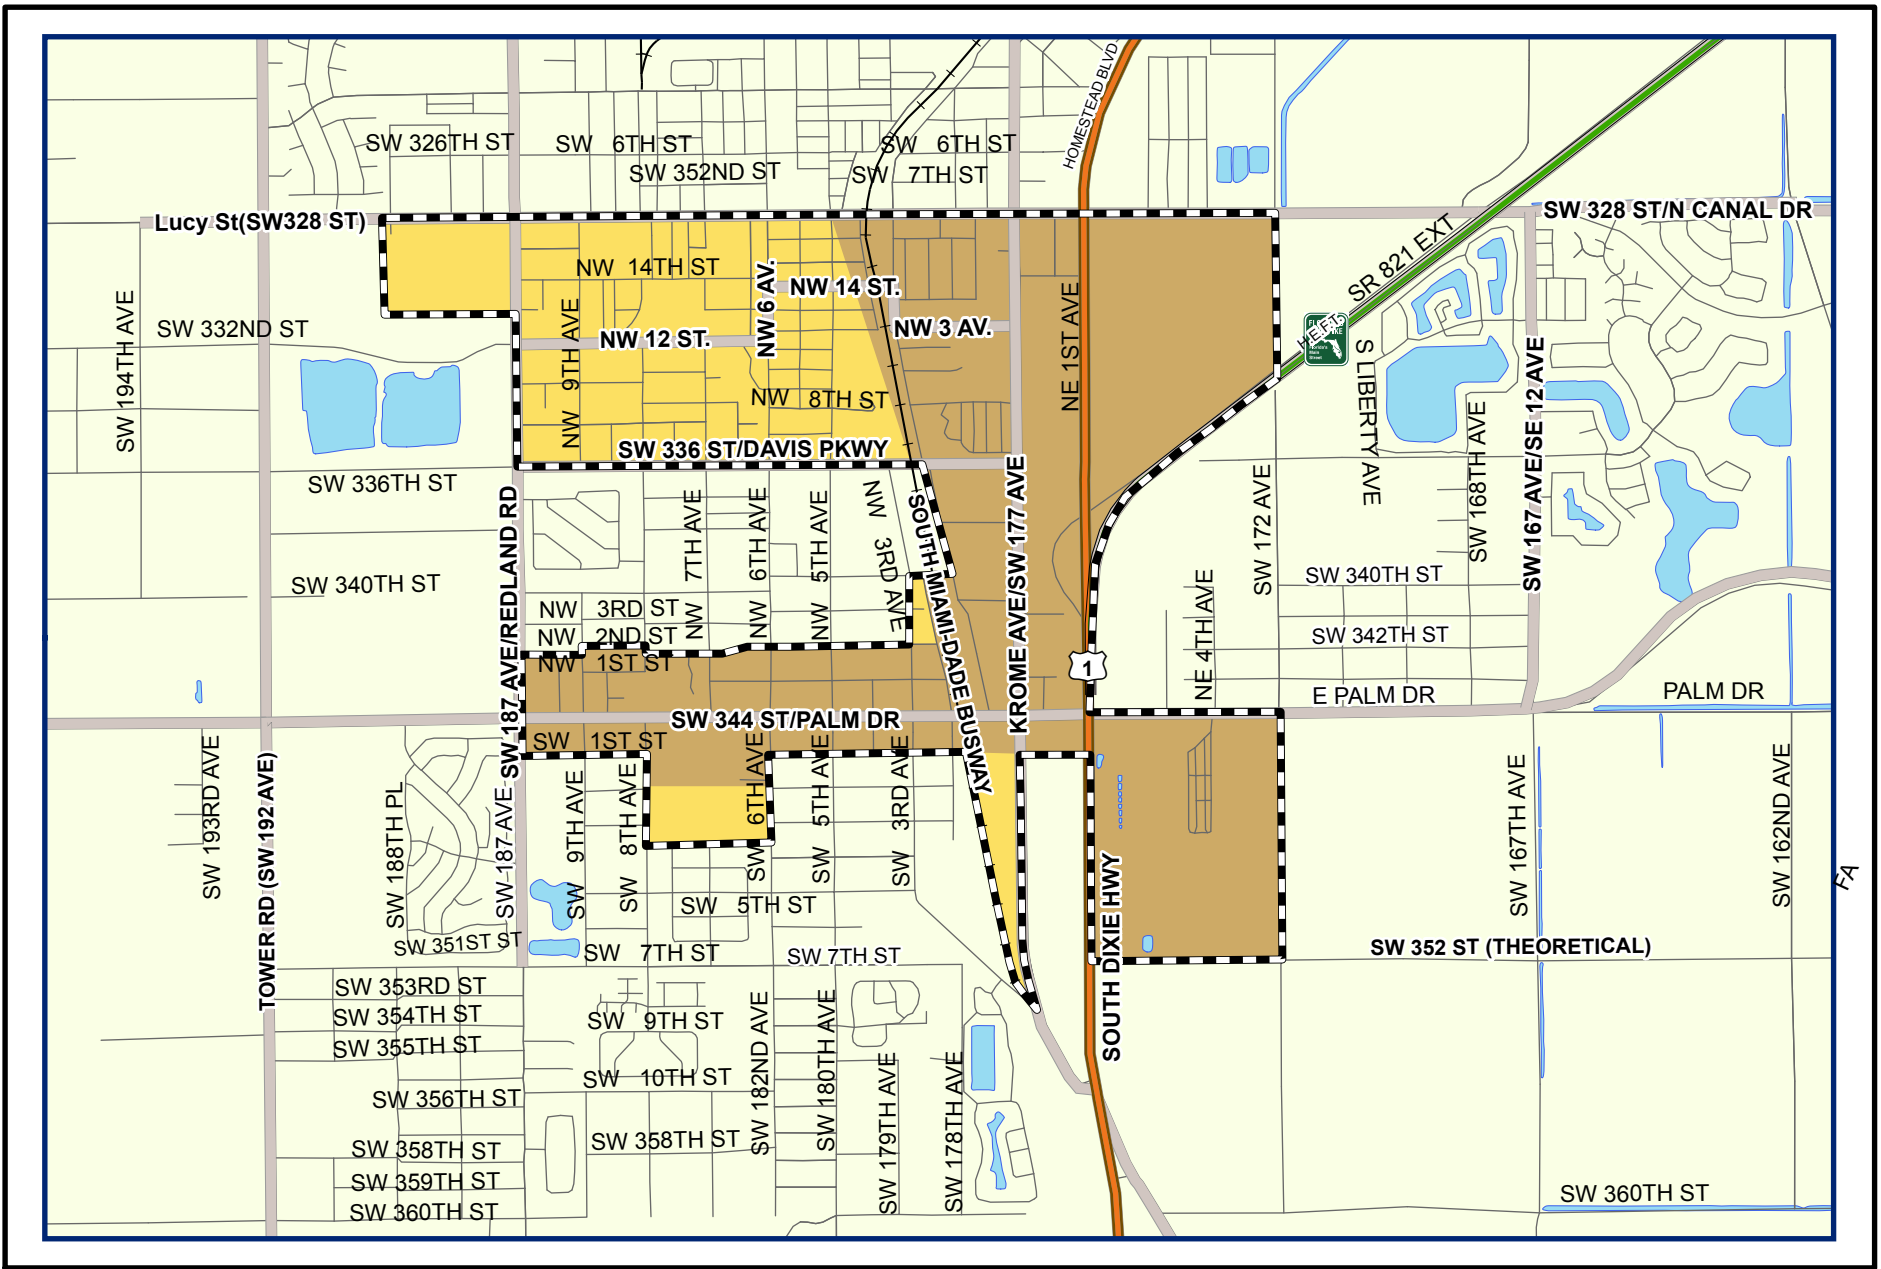 HOMESTEAD BLVD
SW 326TH ST
SW 6TH ST
SW 6TH ST
SW 352ND ST
SW 7TH ST
Lucy St(SW328 ST)
SW 328 ST/N CANAL DR
SR 821 EXT
NW 14TH ST
NW 6 AV.
NW 14 ST.
SW 194TH AVE
SW 332ND ST
NW 9TH AVE
NW 12 ST.
NW 3 AV.
NE 1ST AVE
H.E.F.T.
S LIBERTY AVE
SW 167 AVE/SE 12 AVE
NW 8TH ST
SW 168TH AVE
SW 336 ST/DAVIS PKWY
SW 336TH ST
SW 187 AVE/REDLAND RD
NW 7TH AVE
NW 6TH AVE
NW 5TH AVE
NW 3RD AVE
SOUTH MIAMI-DADE BUSWAY
KROME AVE/SW 177 AVE
SW 172 AVE
SW 340TH ST
SW 340TH ST
NW 3RD ST
NW 2ND ST
NW 1ST ST
NE 4TH AVE
SW 342TH ST
1
E PALM DR
PALM DR
SW 344 ST/PALM DR
SW 1ST ST
SW 193RD AVE
TOWER RD (SW 192 AVE)
SW 188TH PL
SW 187 AVE
SW 9TH AVE
SW 8TH AVE
SW 6TH AVE
SW 5TH AVE
SW 3RD AVE
SOUTH DIXIE HWY
SW 167TH AVE
SW 162ND AVE
FA
SW 5TH ST
SW 351ST ST
SW 7TH ST
SW 7TH ST
SW 352 ST (THEORETICAL)
SW 353RD ST
SW 354TH ST
SW 9TH ST
SW 355TH ST
SW 182ND AVE
SW 180TH AVE
SW 179TH AVE
SW 178TH AVE
SW 10TH ST
SW 356TH ST
SW 358TH ST
SW 358TH ST
SW 359TH ST
SW 360TH ST
SW 360TH ST